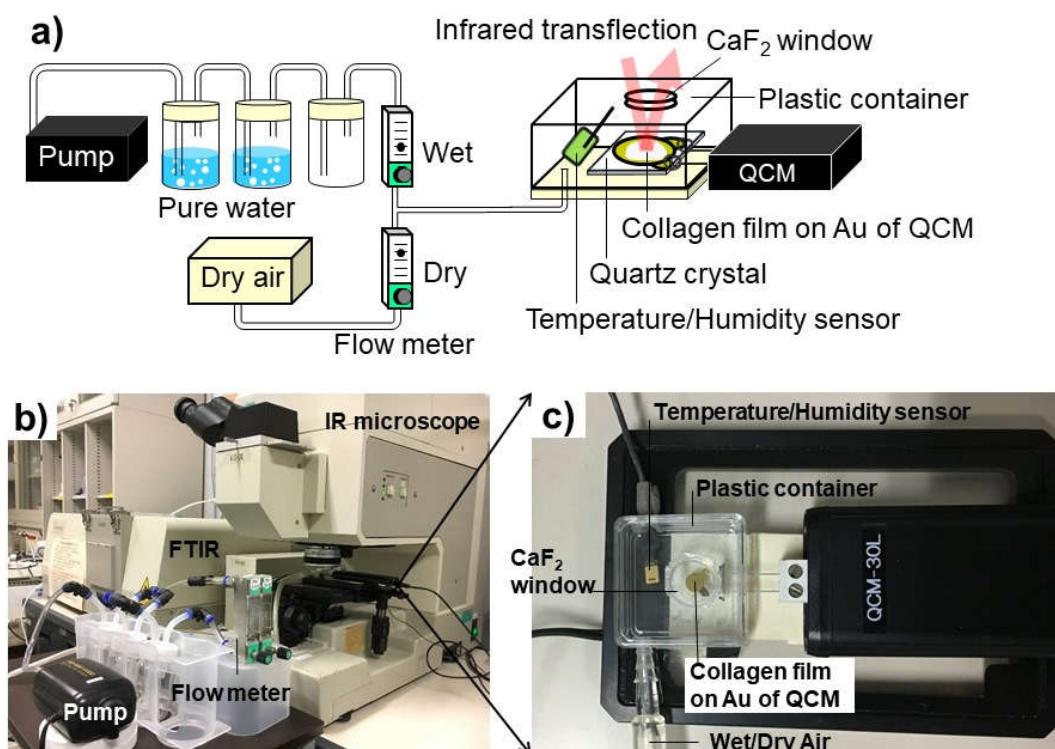 a)
Infrared transflection
CaF₂ window
Plastic container
Pump
Wet
QCM
Pure water
Collagen film on Au of QCM
Dry air
Dry
Quartz crystal
Temperature/Humidity sensor
Flow meter
b)
IR microscope
FTIR
Flow meter
Pump
c)
Temperature/Humidity sensor
Plastic container
CaF₂
window
QCM-30L
Collagen film
on Au of QCM
Wet/Dry Air